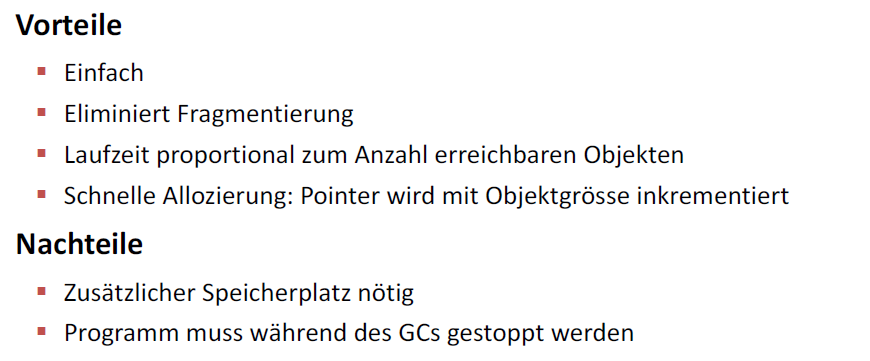 Vorteile
▪ Einfach
▪ Eliminiert Fragmentierung
▪ Laufzeit proportional zum Anzahl erreichbaren Objekten
▪ Schnelle Allozierung: Pointer wird mit Objektgrösse inkrementiert
Nachteile
▪ Zusätzlicher Speicherplatz nötig
▪ Programm muss während des GCs gestoppt werden